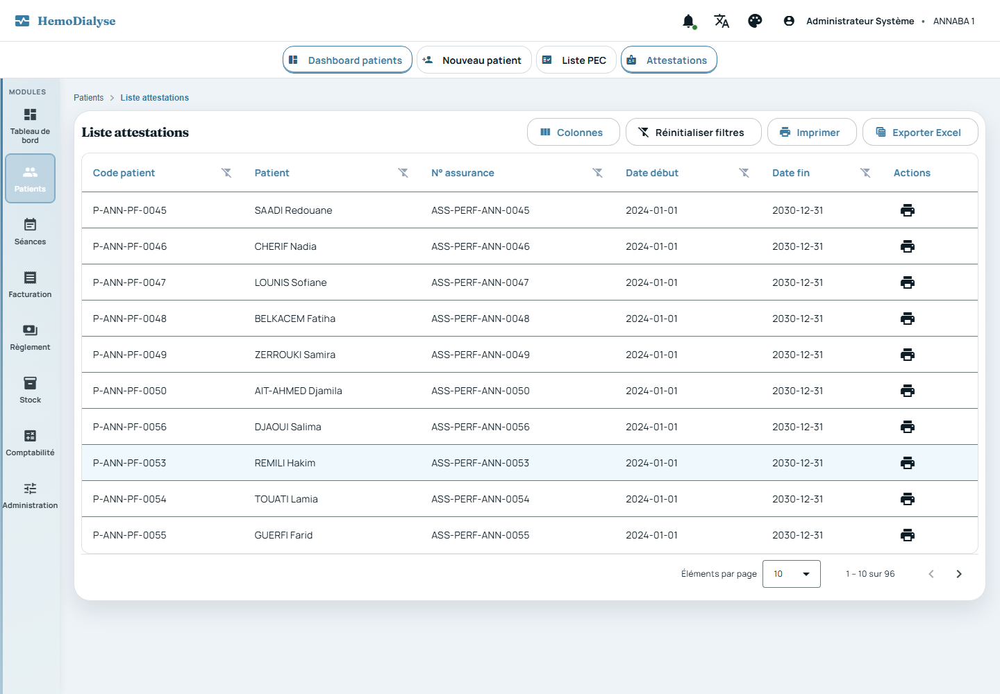 HemoDialyse
Administrateur Système • ANNABA 1
Dashboard patients
Nouveau patient
Liste PEC
Attestations
MODULES
Tableau de
bord
Patients
Séances
Facturation
Règlement
Stock
Comptabilité
Administration
Patients > Liste attestations
Liste attestations
Colonnes
Réinitialiser filtres
Imprimer
Exporter Excel
Code patient Patient N° assurance Date début Date fin Actions
P-ANN-PF-0045 SAADI Redouane ASS-PERF-ANN-0045 2024-01-01 2030-12-31
P-ANN-PF-0046 CHERIF Nadia ASS-PERF-ANN-0046 2024-01-01 2030-12-31
P-ANN-PF-0047 LOUNIS Sofiane ASS-PERF-ANN-0047 2024-01-01 2030-12-31
P-ANN-PF-0048 BELKACEM Fatiha ASS-PERF-ANN-0048 2024-01-01 2030-12-31
P-ANN-PF-0049 ZERROUKI Samira ASS-PERF-ANN-0049 2024-01-01 2030-12-31
P-ANN-PF-0050 AIT-AHMED Djamila ASS-PERF-ANN-0050 2024-01-01 2030-12-31
P-ANN-PF-0056 DJAOUI Salima ASS-PERF-ANN-0056 2024-01-01 2030-12-31
P-ANN-PF-0053 REMILI Hakim ASS-PERF-ANN-0053 2024-01-01 2030-12-31
P-ANN-PF-0054 TOUATI Lamia ASS-PERF-ANN-0054 2024-01-01 2030-12-31
P-ANN-PF-0055 GUERFI Farid ASS-PERF-ANN-0055 2024-01-01 2030-12-31
Éléments par page 10 1 – 10 sur 96